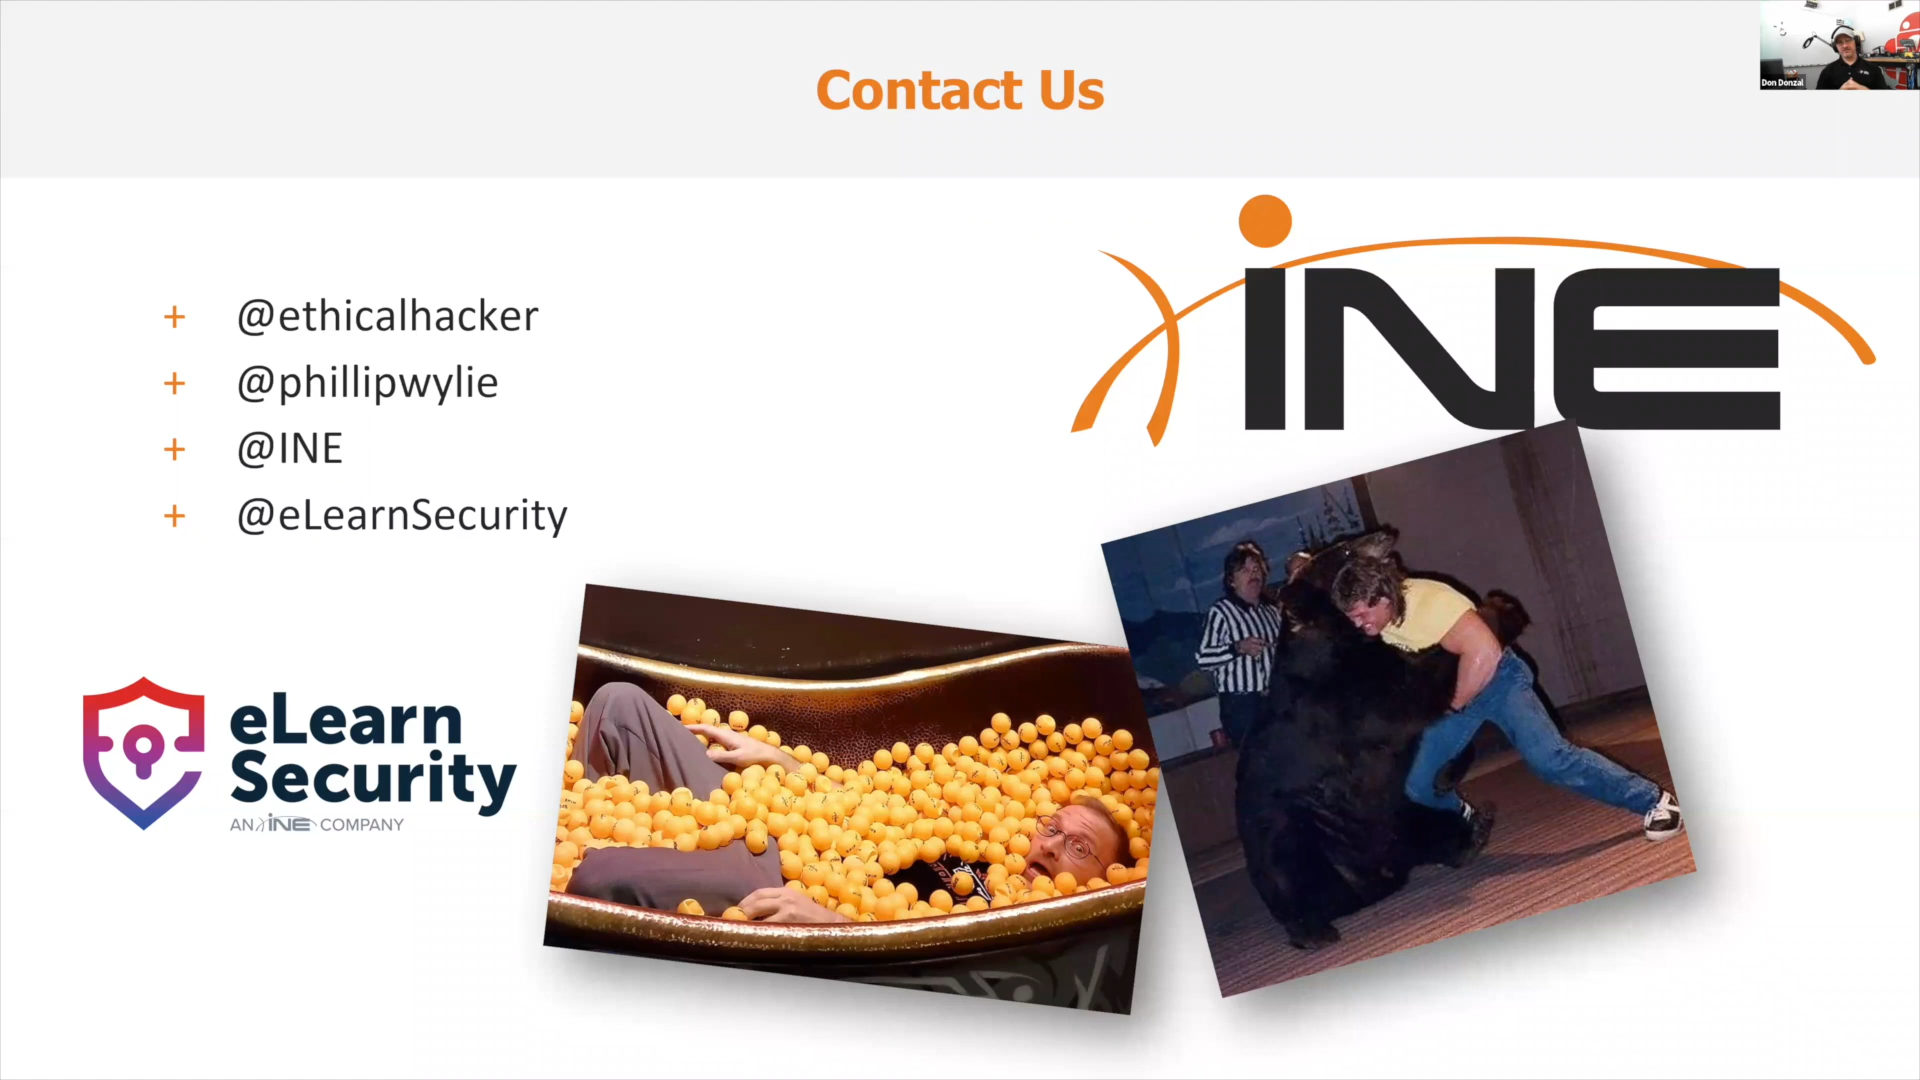 Contact Us
Don Donzal
iNE
+ @ethicalhacker
+ @phillipwylie
+ @INE
+ @eLearnSecurity
eLearn
Security
AN iNE COMPANY